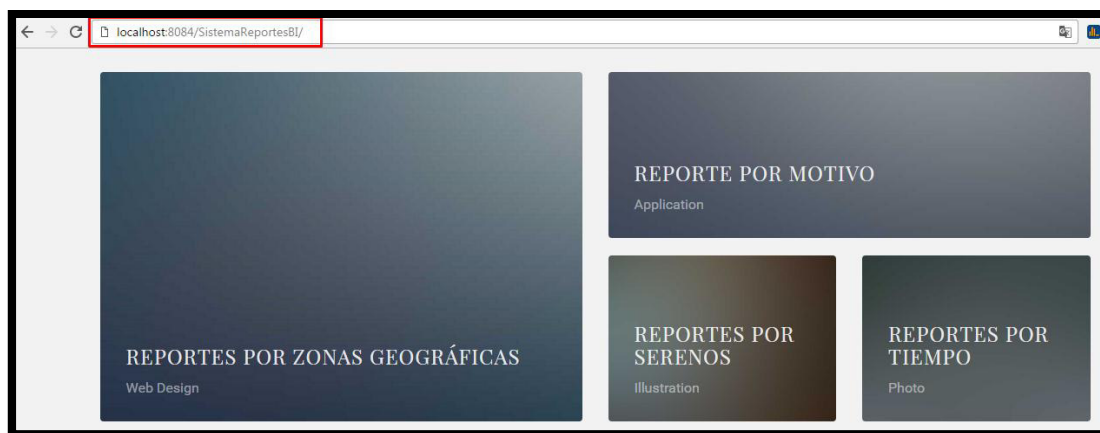 localhost:8084/SistemaReportesBI/
REPORTE POR MOTIVO
Application
REPORTES POR ZONAS GEOGRÁFICAS
Web Design
REPORTES POR
SERENOS
Illustration
REPORTES POR
TIEMPO
Photo